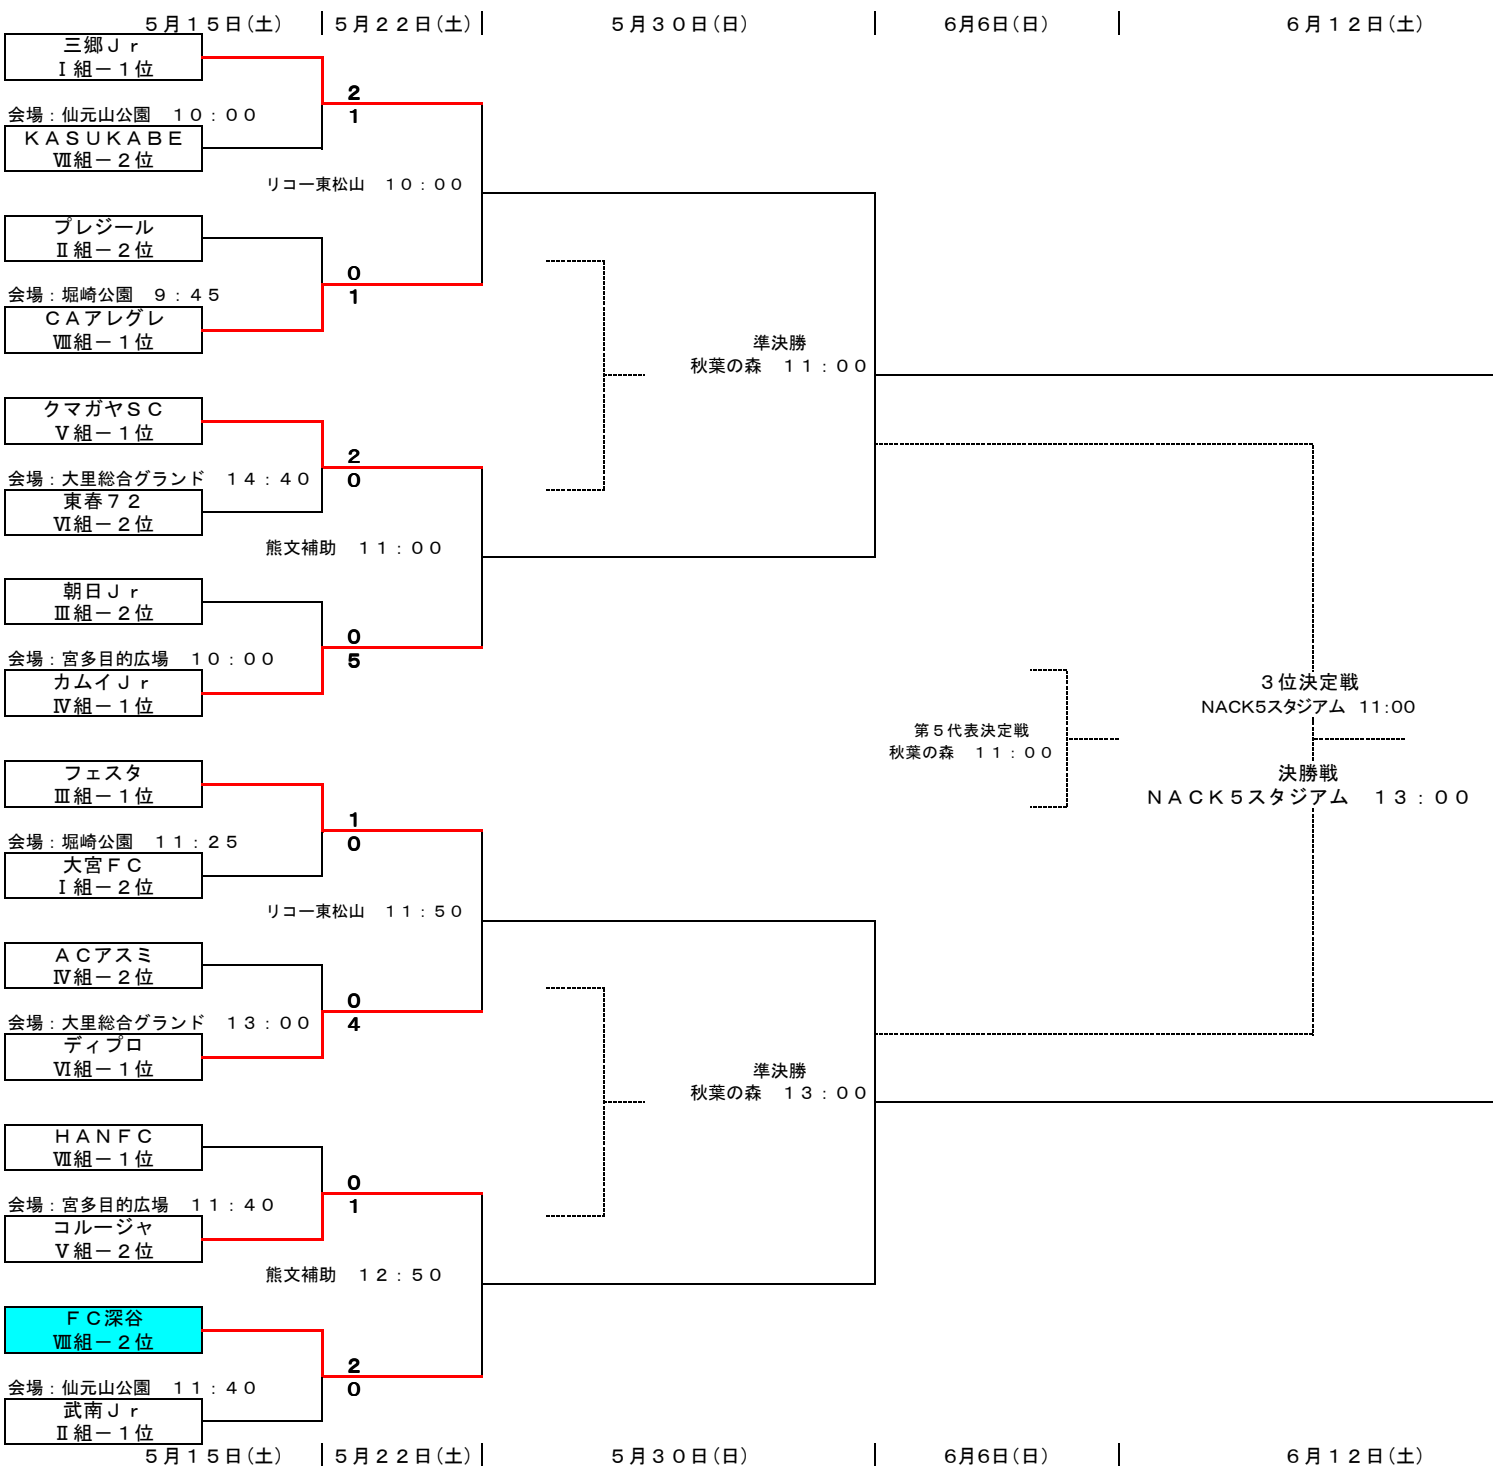 ５月１５日(土)
５月２２日(土)
５月３０日(日)
6月6日(日)
６月１２日(土)
三郷Ｊｒ
Ⅰ組－１位
２
会場：仙元山公園　１０：００
１
ＫＡＳＵＫＡＢＥ
Ⅶ組－２位
リコー東松山　１０：００
プレジール
Ⅱ組－２位
０
会場：堀崎公園　９：４５
１
ＣＡアレグレ
Ⅷ組－１位
準決勝
秋葉の森　１１：００
クマガヤＳＣ
Ⅴ組－１位
２
会場：大里総合グランド　１４：４０
０
東春７２
Ⅵ組－２位
熊文補助　１１：００
朝日Ｊｒ
Ⅲ組－２位
０
会場：宮多目的広場　１０：００
５
カムイＪｒ
Ⅳ組－１位
３位決定戦
NACK5スタジアム　11:00
第５代表決定戦
秋葉の森　１１：００
決勝戦
ＮＡＣＫ５スタジアム　１３：００
フェスタ
Ⅲ組－１位
１
会場：堀崎公園　１１：２５
０
大宮ＦＣ
Ⅰ組－２位
リコー東松山　１１：５０
ＡＣアスミ
Ⅳ組－２位
０
会場：大里総合グランド　１３：００
４
ディプロ
Ⅵ組－１位
準決勝
秋葉の森　１３：００
ＨＡＮＦＣ
Ⅶ組－１位
０
会場：宮多目的広場　１１：４０
１
コルージャ
Ⅴ組－２位
熊文補助　１２：５０
ＦＣ深谷
Ⅷ組－２位
２
会場：仙元山公園　１１：４０
０
武南Ｊｒ
Ⅱ組－１位
５月１５日(土)
５月２２日(土)
５月３０日(日)
6月6日(日)
６月１２日(土)